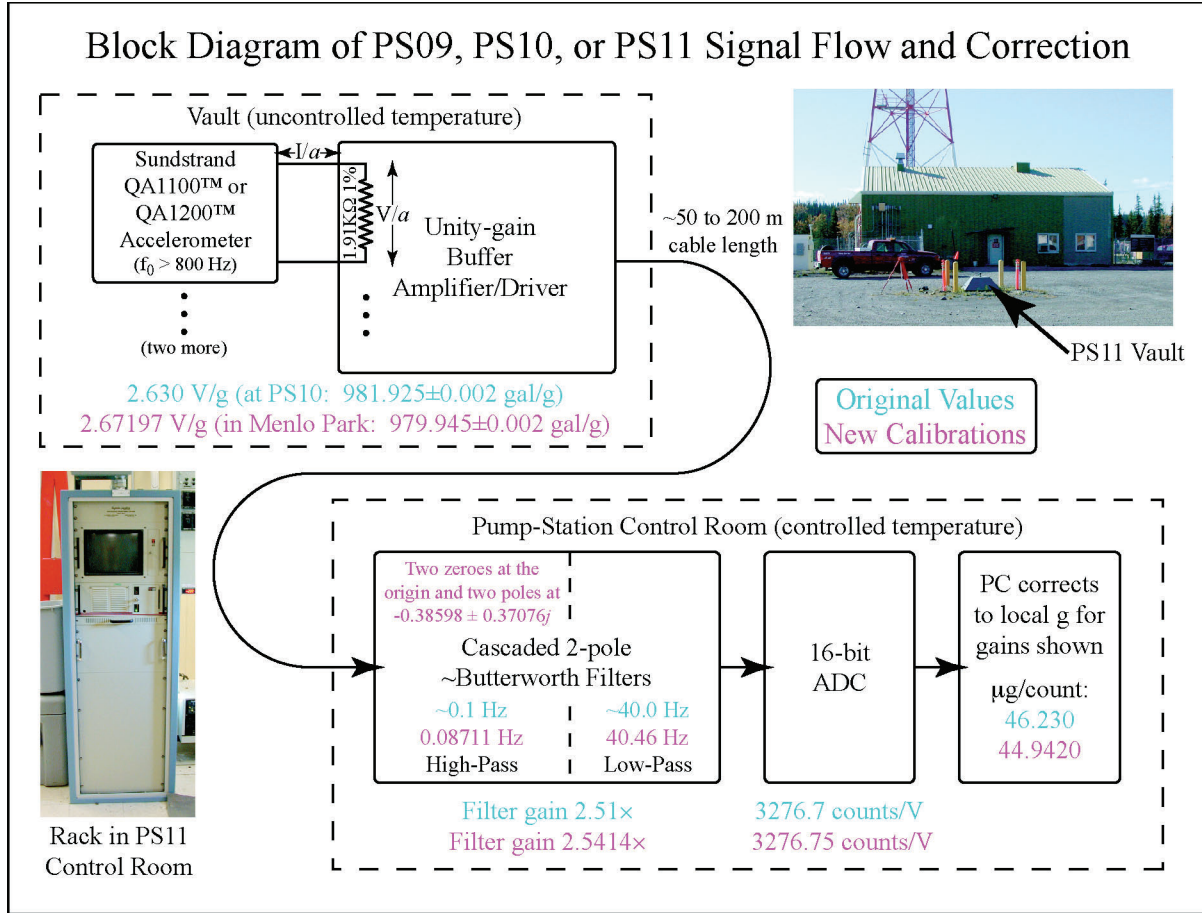 Block Diagram of PS09, PS10, or PS11 Signal Flow and Correction
Vault (uncontrolled temperature)
Sundstrand
QA1100™ or
QA1200™
Accelerometer
(f₀ > 800 Hz)
(two more)
I/a
1.91KΩ 1%
V/a
Unity-gain
Buffer
Amplifier/Driver
2.630 V/g (at PS10: 981.925±0.002 gal/g)
2.67197 V/g (in Menlo Park: 979.945±0.002 gal/g)
~50 to 200 m
cable length
PS11 Vault
Original Values
New Calibrations
Rack in PS11
Control Room
Pump-Station Control Room (controlled temperature)
Two zeroes at the
origin and two poles at
-0.38598 ± 0.37076j
Cascaded 2-pole
~Butterworth Filters
~0.1 Hz
0.08711 Hz
High-Pass
~40.0 Hz
40.46 Hz
Low-Pass
16-bit
ADC
PC corrects
to local g for
gains shown
µg/count:
46.230
44.9420
Filter gain 2.51×
Filter gain 2.5414×
3276.7 counts/V
3276.75 counts/V